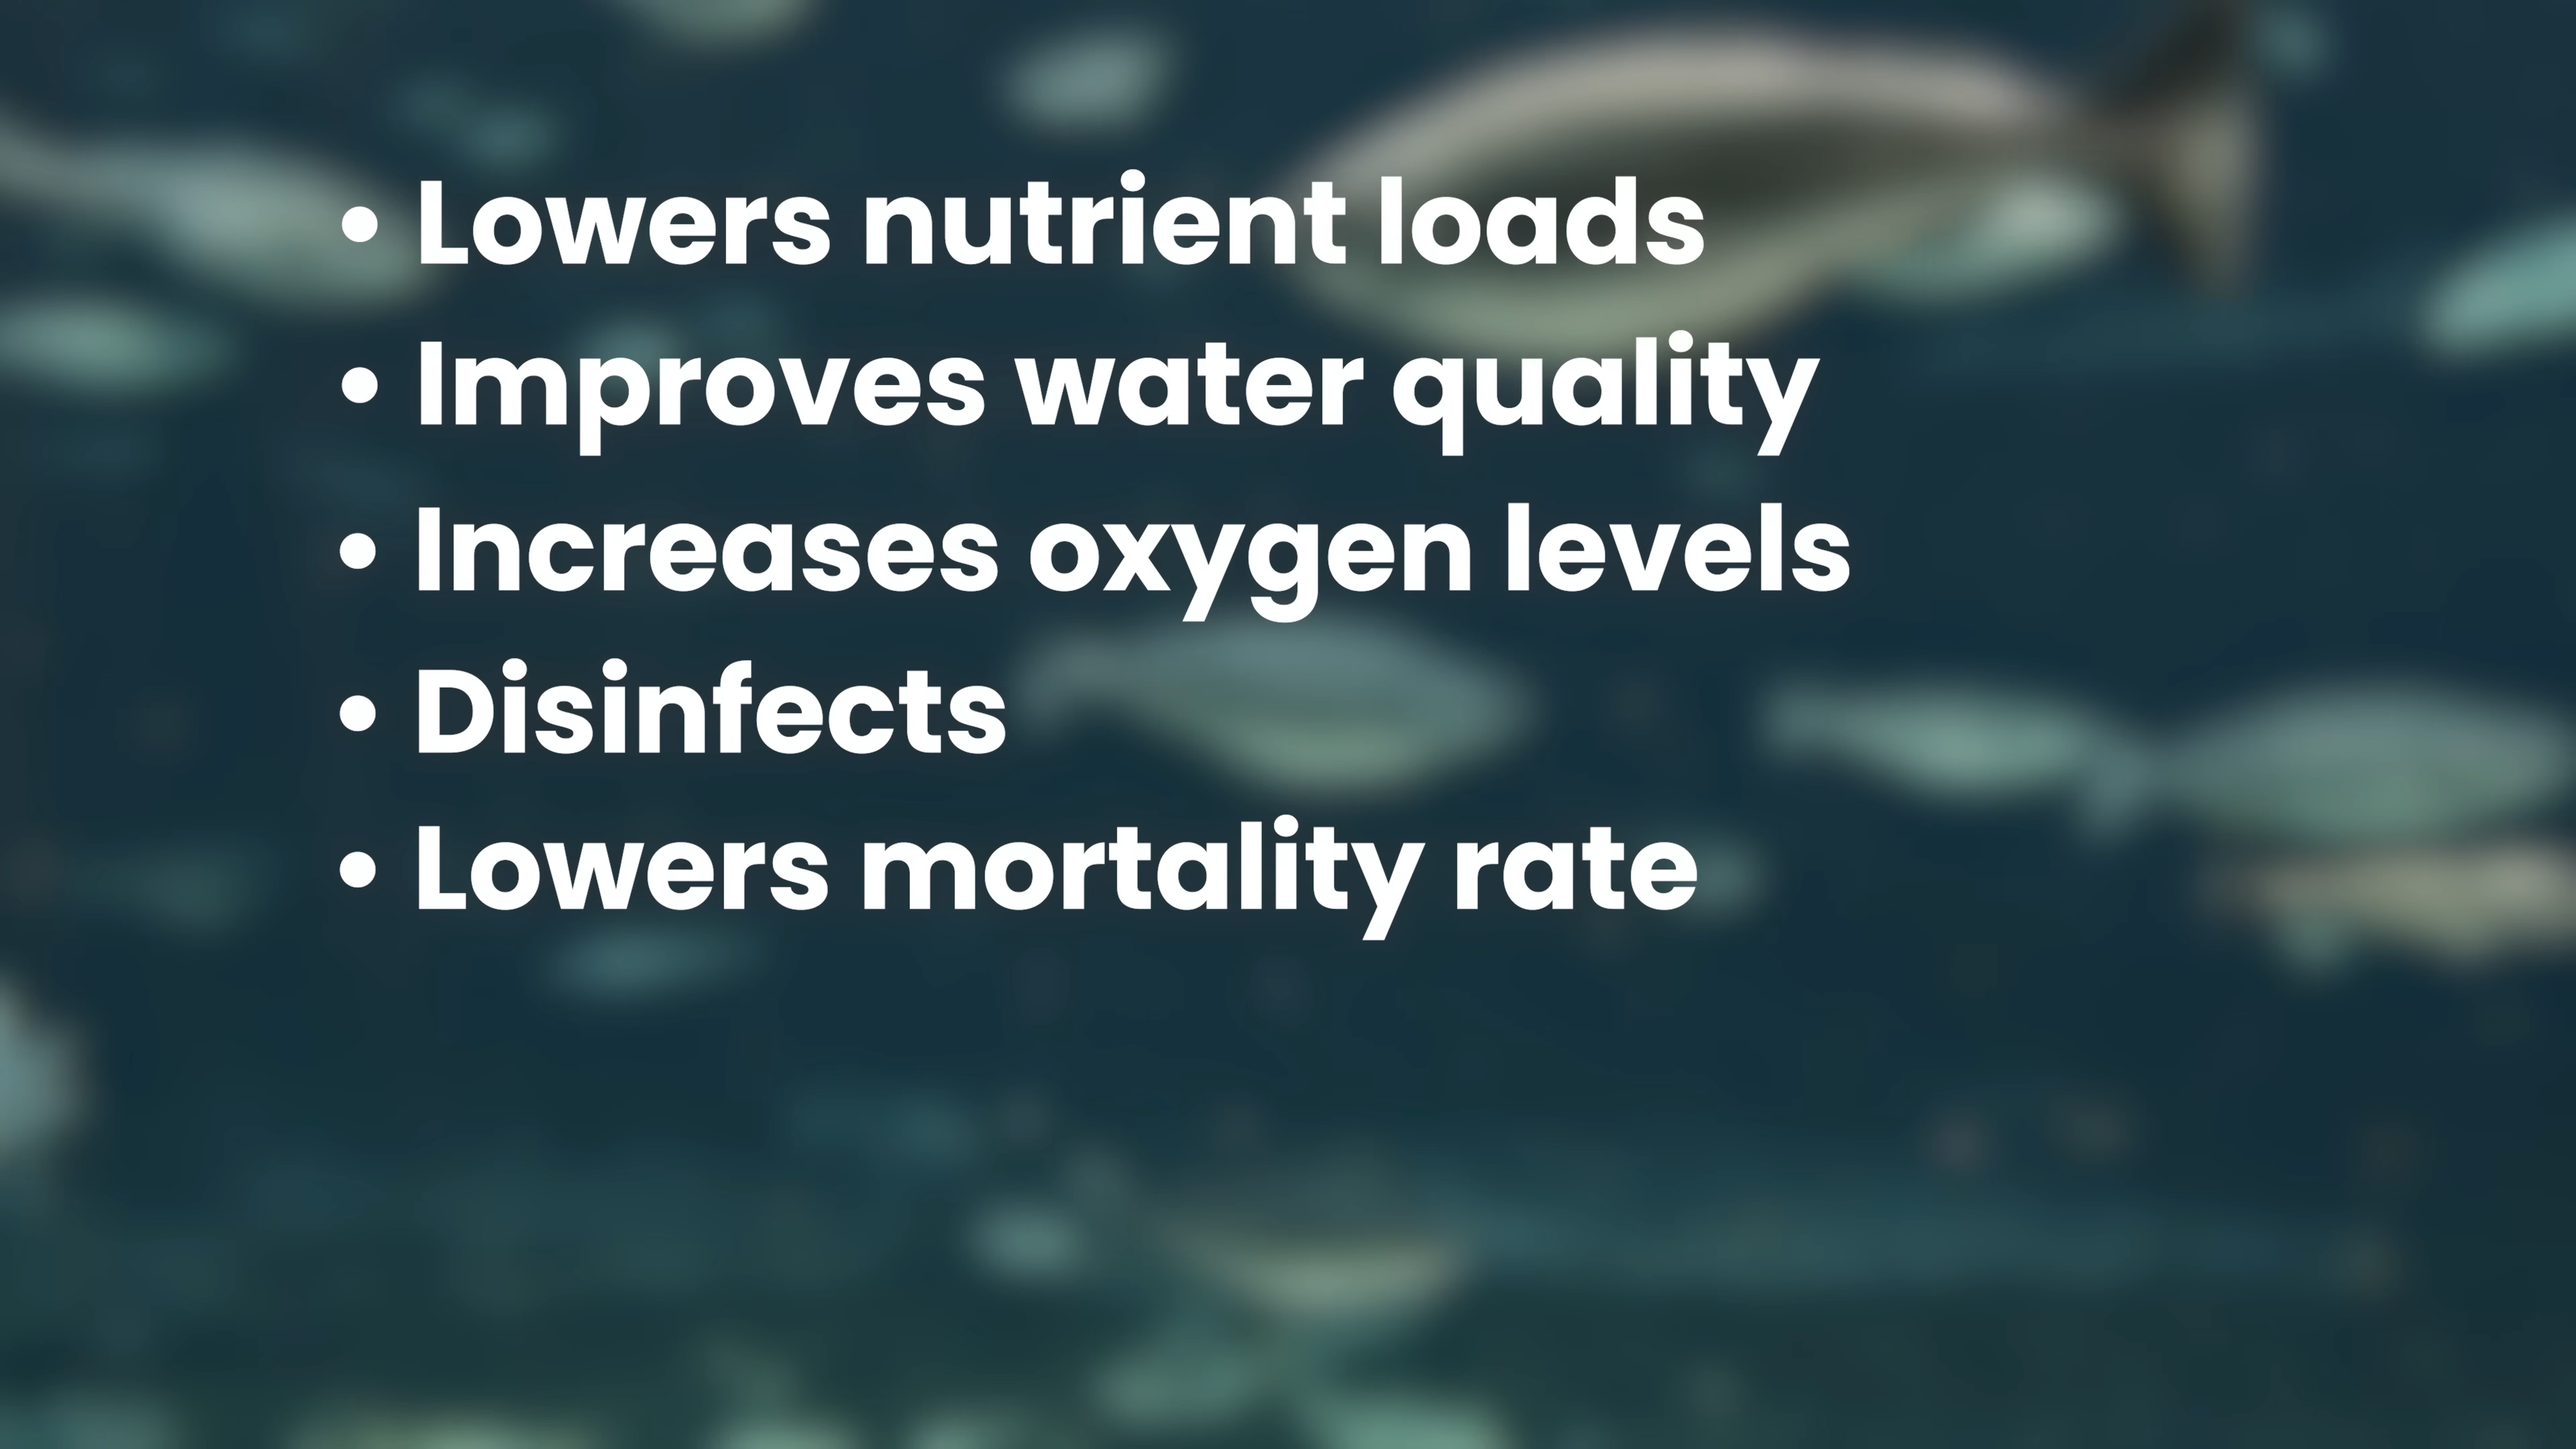 • Lowers nutrient loads
• Improves water quality
• Increases oxygen levels
• Disinfects
• Lowers mortality rate